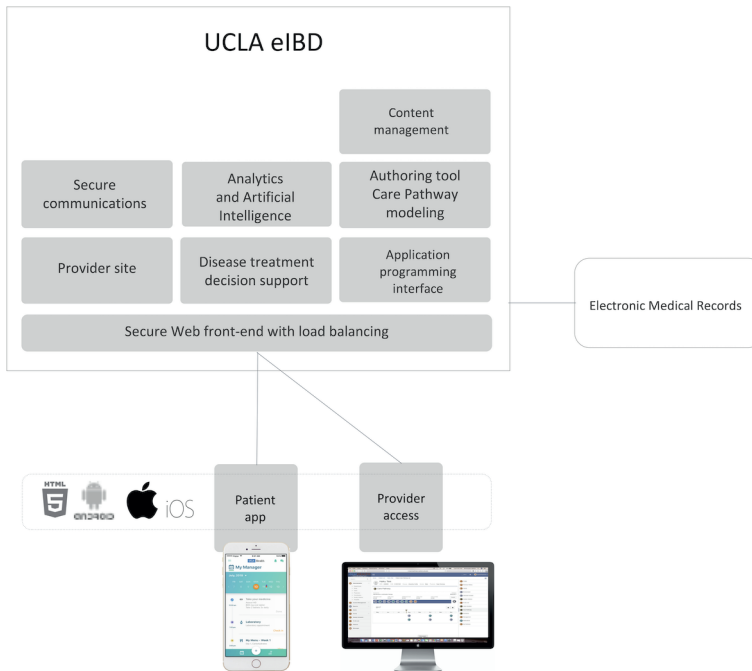 UCLA eIBD
Content
management
Secure
communications
Analytics
and Artificial
Intelligence
Authoring tool
Care Pathway
modeling
Provider site
Disease treatment
decision support
Application
programming
interface
Secure Web front-end with load balancing
Electronic Medical Records
HTML
5
ANDROID
iOS
Patient
app
Provider
access
My Manager
Laboratory